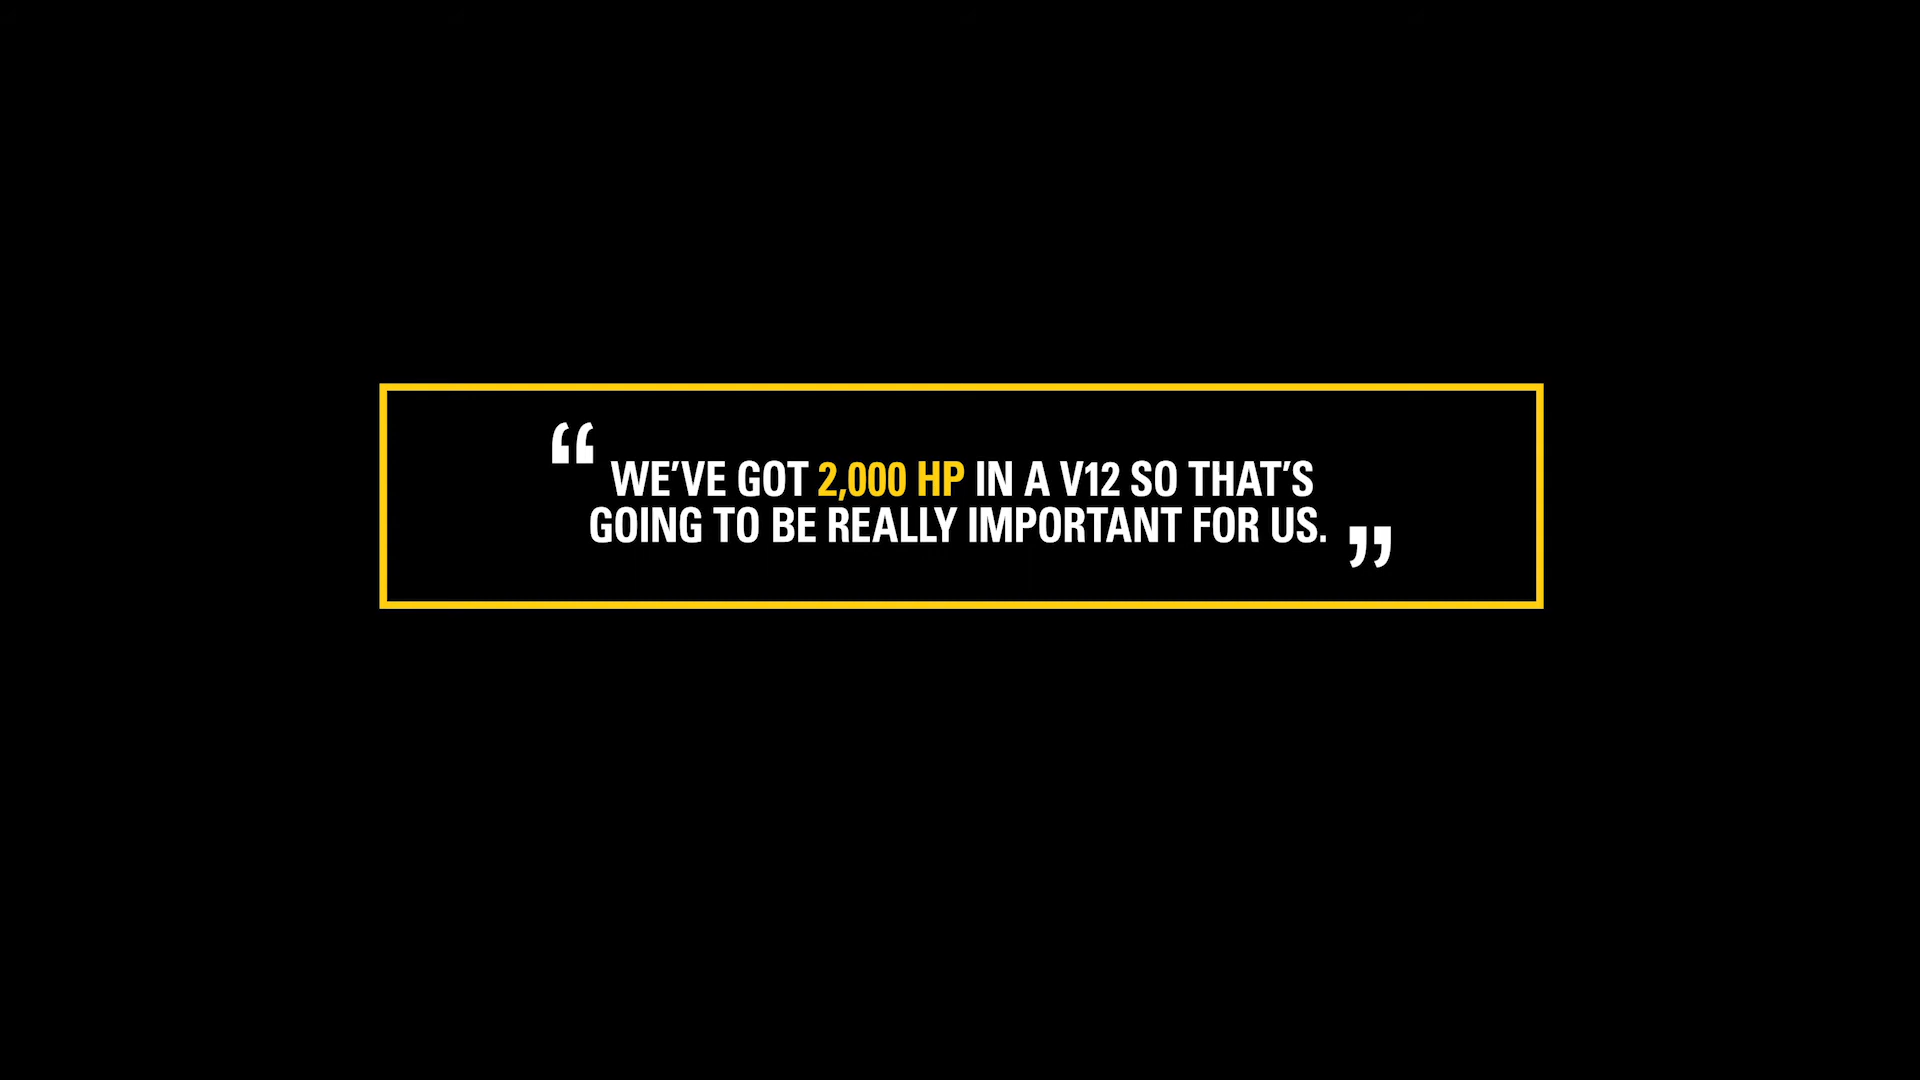 “WE’VE GOT 2,000 HP IN A V12 SO THAT’S
GOING TO BE REALLY IMPORTANT FOR US.”